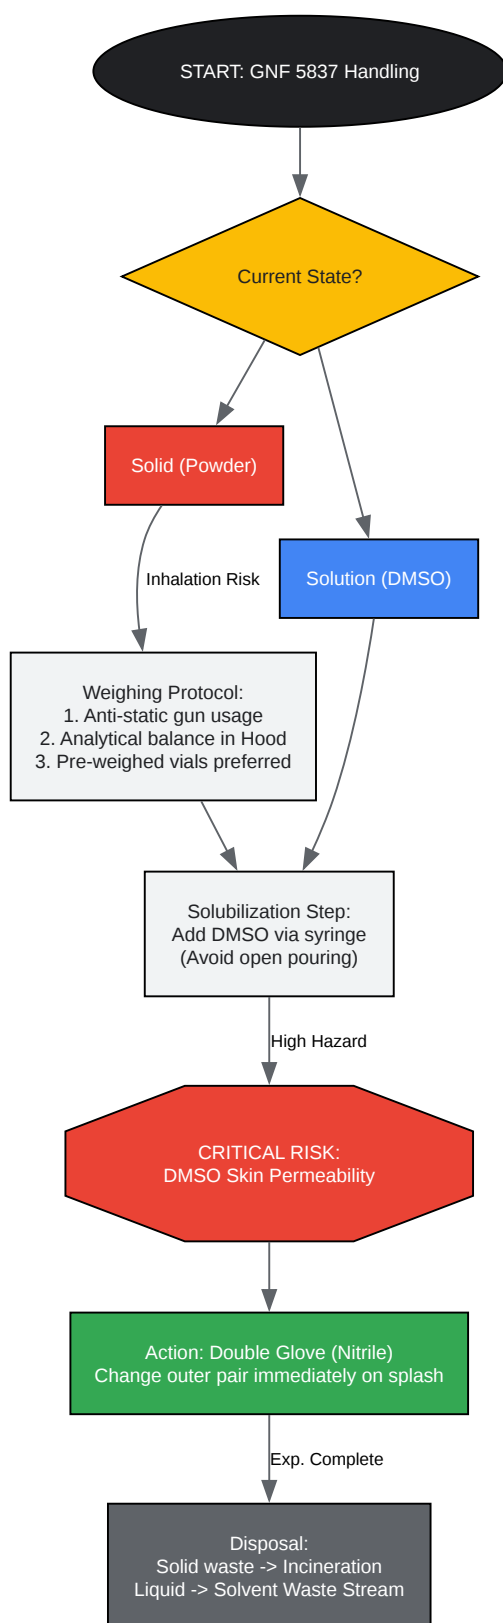 START: GNF 5837 Handling
Current State?
Solid (Powder)
Solution (DMSO)
Inhalation Risk
Weighing Protocol:
1. Anti-static gun usage
2. Analytical balance in Hood
3. Pre-weighed vials preferred
Solubilization Step:
Add DMSO via syringe
(Avoid open pouring)
High Hazard
CRITICAL RISK:
DMSO Skin Permeability
Action: Double Glove (Nitrile)
Change outer pair immediately on splash
Exp. Complete
Disposal:
Solid waste -> Incineration
Liquid -> Solvent Waste Stream